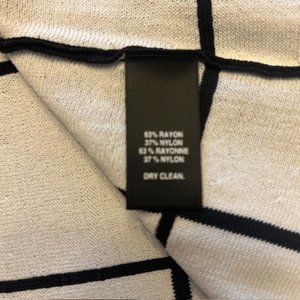 63% RAYON
37% NYLON
63 % RAYONNE
37 % NYLON
DRY CLEAN.